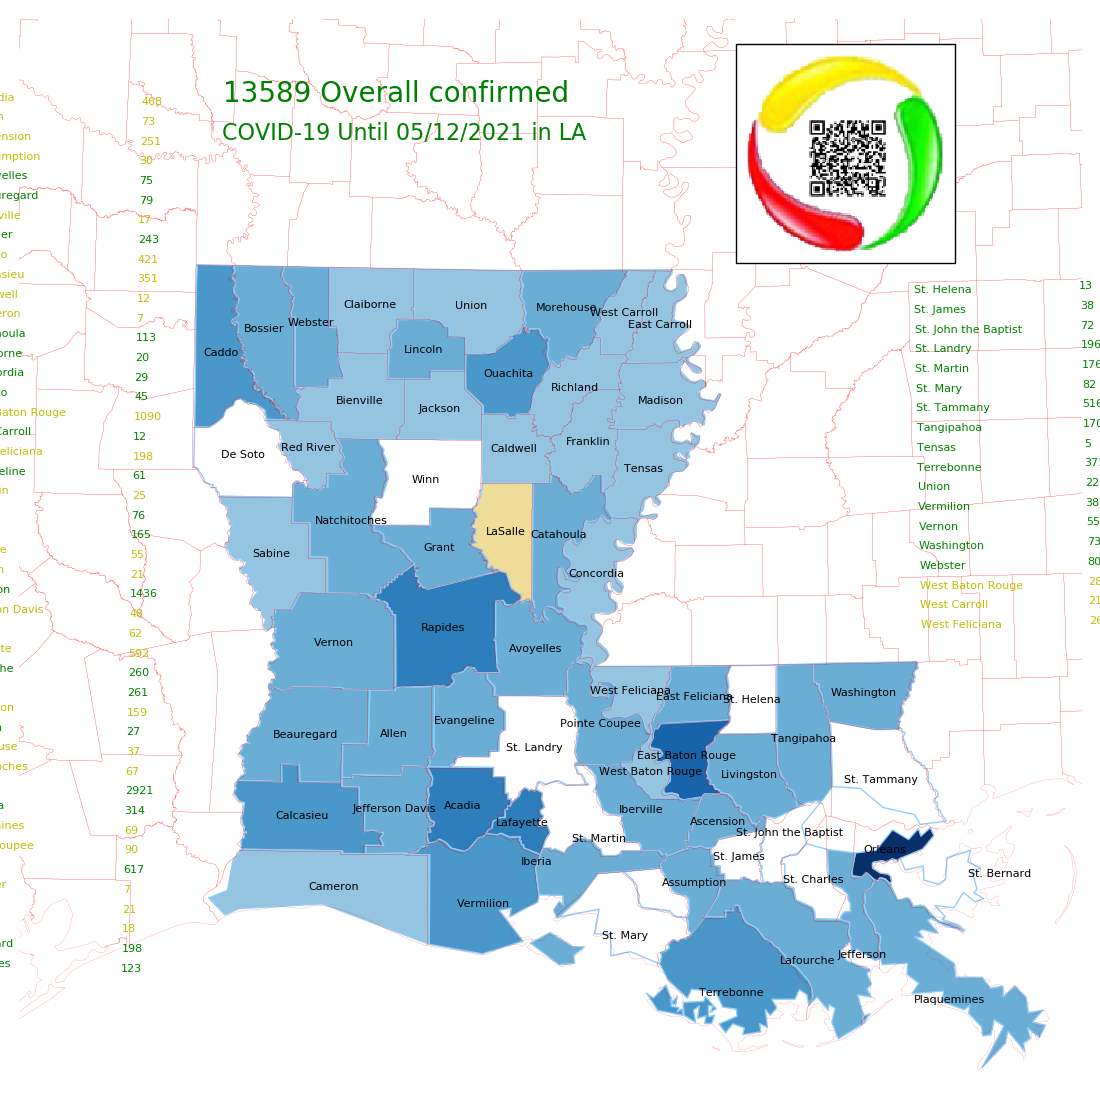 13589 Overall confirmed
COVID-19 Until 05/12/2021 in LA
dia 468
n 73
ension 251
mption 30
velles 75
uregard 79
ville 17
er 243
o 421
sieu 351
well 12
eron 7
oula 113
orne 20
ordia 29
to 45
Baton Rouge 1090
Carroll 12
eliciana 198
eline 61
in 25
76
165
e 55
n 21
on 1436
on Davis 48
62
te 592
he 260
261
on 159
27
use 37
oches 67
2921
a 314
ines 69
oupee 90
617
er 7
21
18
ard 198
es 123
St. Helena 13
St. James 38
St. John the Baptist 72
St. Landry 196
St. Martin 176
St. Mary 82
St. Tammany 516
Tangipahoa 170
Tensas 5
Terrebonne 371
Union 22
Vermilion 38
Vernon 55
Washington 73
Webster 80
West Baton Rouge 28
West Carroll 21
West Feliciana 26
Claiborne
Union
Morehouse
West Carroll
East Carroll
Bossier
Webster
Caddo
Lincoln
Ouachita
Richland
Bienville
Jackson
Madison
De Soto
Red River
Caldwell
Franklin
Winn
Tensas
Natchitoches
LaSalle
Catahoula
Sabine
Grant
Concordia
Rapides
Vernon
Avoyelles
West Feliciana
East Feliciana
St. Helena
Washington
Beauregard
Allen
Evangeline
Pointe Coupee
Tangipahoa
St. Landry
East Baton Rouge
West Baton Rouge
Livingston
St. Tammany
Calcasieu
Jefferson Davis
Acadia
Lafayette
Iberville
Ascension
St. Martin
St. John the Baptist
St. James
Orleans
Iberia
Cameron
Assumption
St. Charles
St. Bernard
Vermilion
St. Mary
Jefferson
Lafourche
Terrebonne
Plaquemines